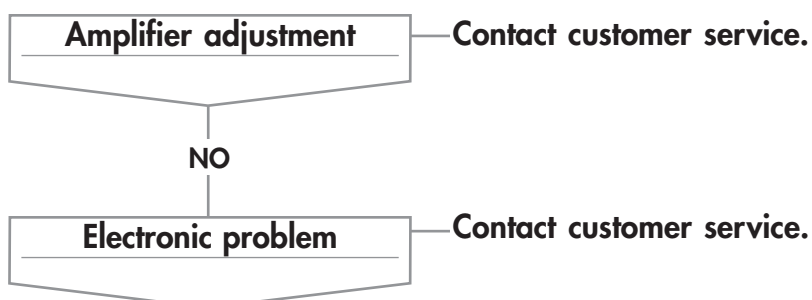 Amplifier adjustment
Contact customer service.
NO
Electronic problem
Contact customer service.